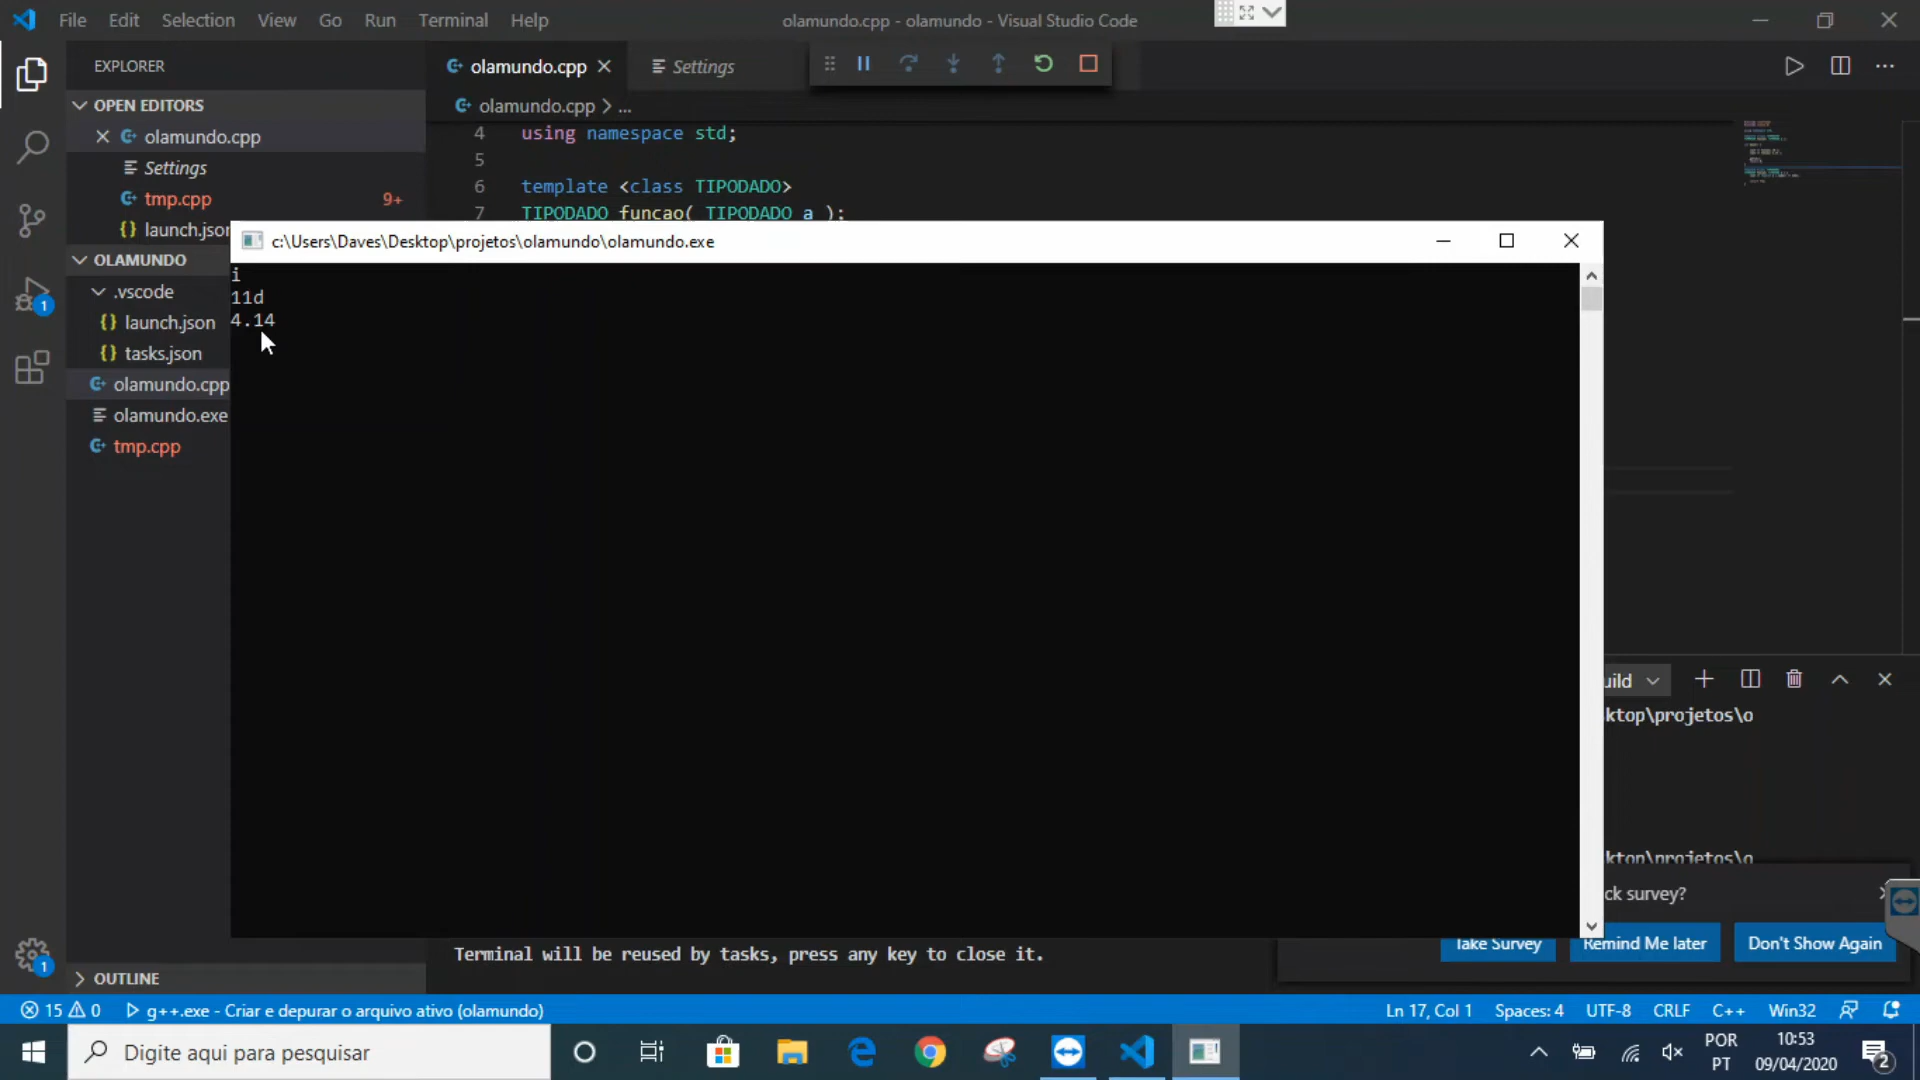 File Edit Selection View Go Run Terminal Help
olamundo.cpp - olamundo - Visual Studio Code
EXPLORER
OPEN EDITORS
olamundo.cpp
Settings
tmp.cpp 9+
launch.json
OLAMUNDO
.vscode
launch.json
tasks.json
olamundo.cpp
olamundo.exe
tmp.cpp
OUTLINE
olamundo.cpp
Settings
olamundo.cpp > ...
4 using namespace std;
5
6 template <class TIPODADO>
7 TIPODADO funcao( TIPODADO a );
c:\Users\Daves\Desktop\projetos\olamundo\olamundo.exe
i
11d
4.14
uild
ktop\projetos\o
ktop\projetos\o
ck survey?
Take Survey
Remind Me later
Don't Show Again
Terminal will be reused by tasks, press any key to close it.
1
1
15 0 g++.exe - Criar e depurar o arquivo ativo (olamundo)
Ln 17, Col 1 Spaces: 4 UTF-8 CRLF C++ Win32
Digite aqui para pesquisar
POR
PT
10:53
09/04/2020
2